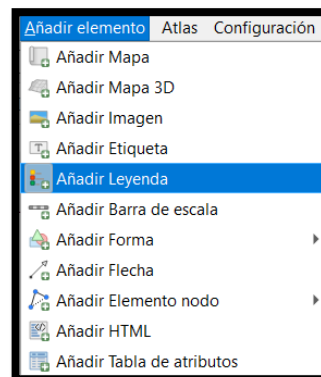 Añadir elemento Atlas Configuración
Añadir Mapa
Añadir Mapa 3D
Añadir Imagen
Añadir Etiqueta
Añadir Leyenda
Añadir Barra de escala
Añadir Forma
Añadir Flecha
Añadir Elemento nodo
Añadir HTML
Añadir Tabla de atributos